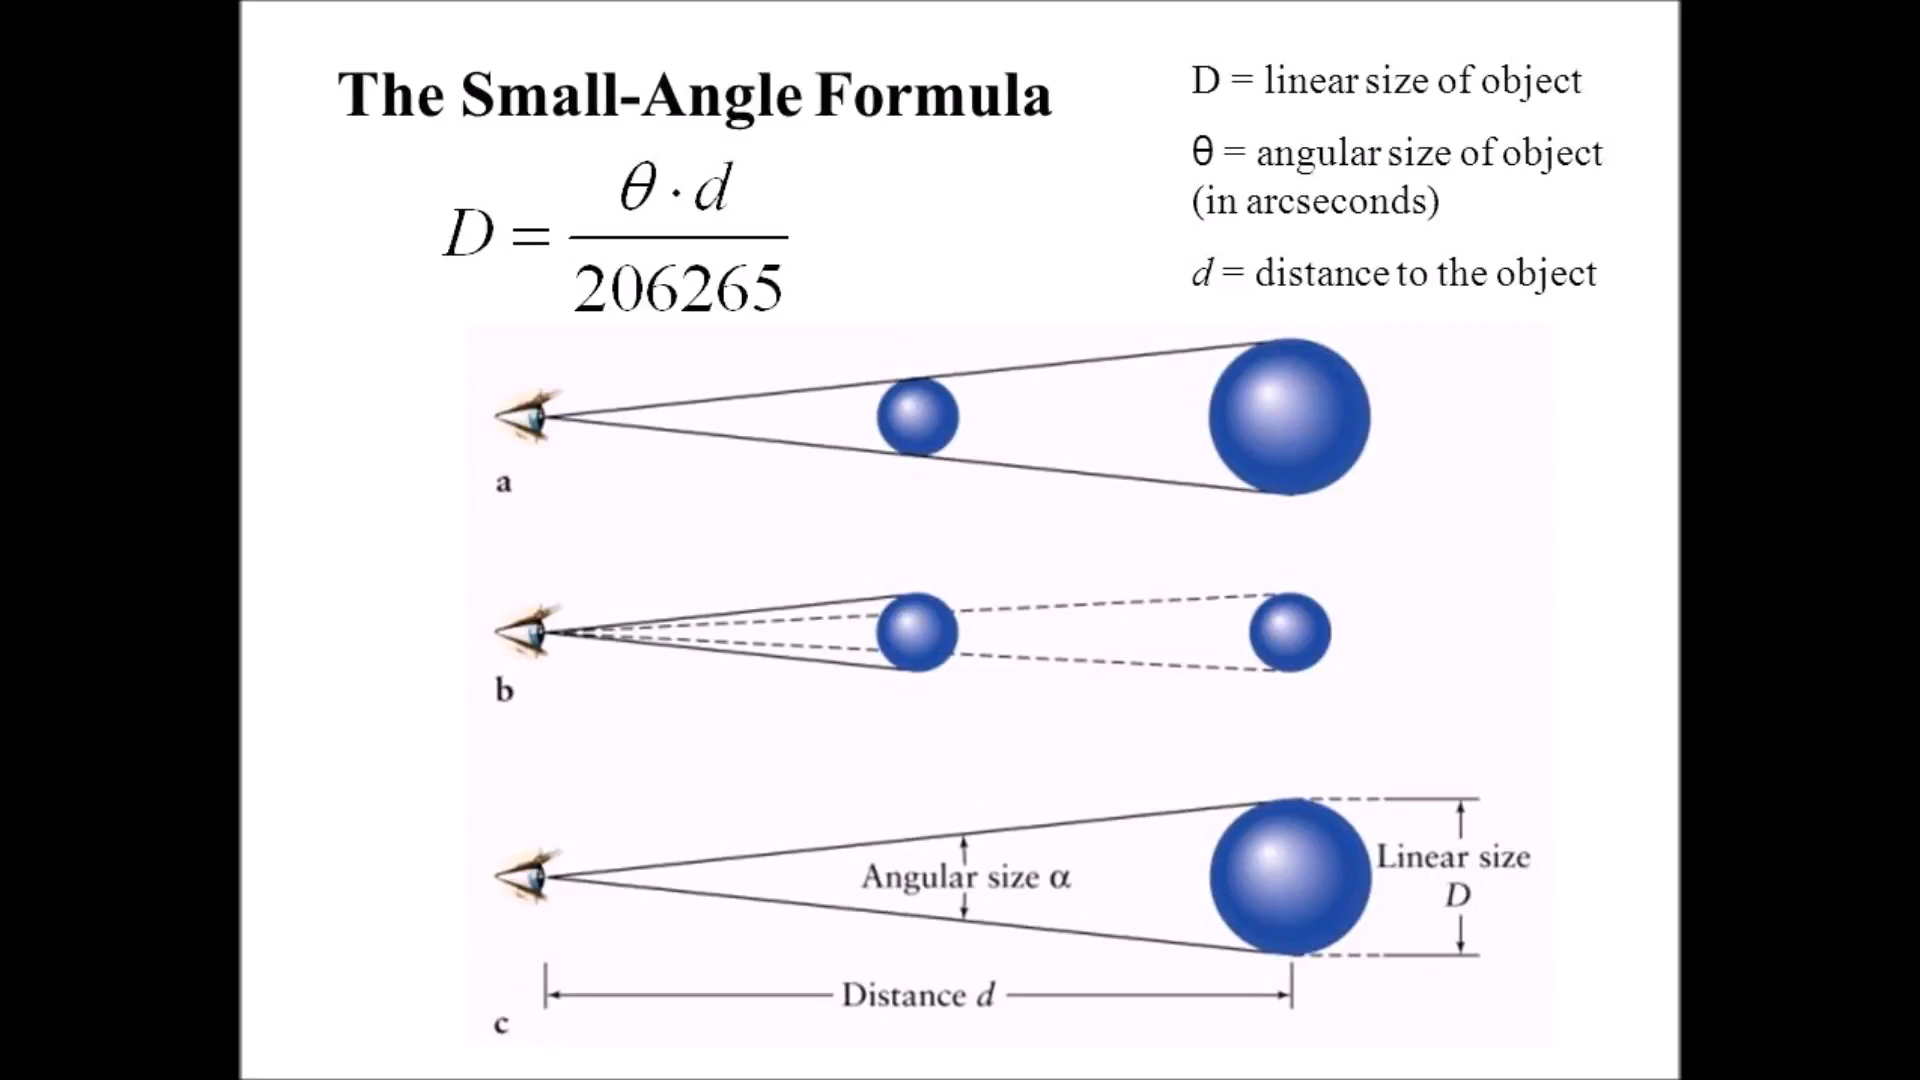 The Small-Angle Formula
D = θ · d / 206265
D = linear size of object
θ = angular size of object
(in arcseconds)
d = distance to the object
a
b
Angular size α
Linear size
D
Distance d
c